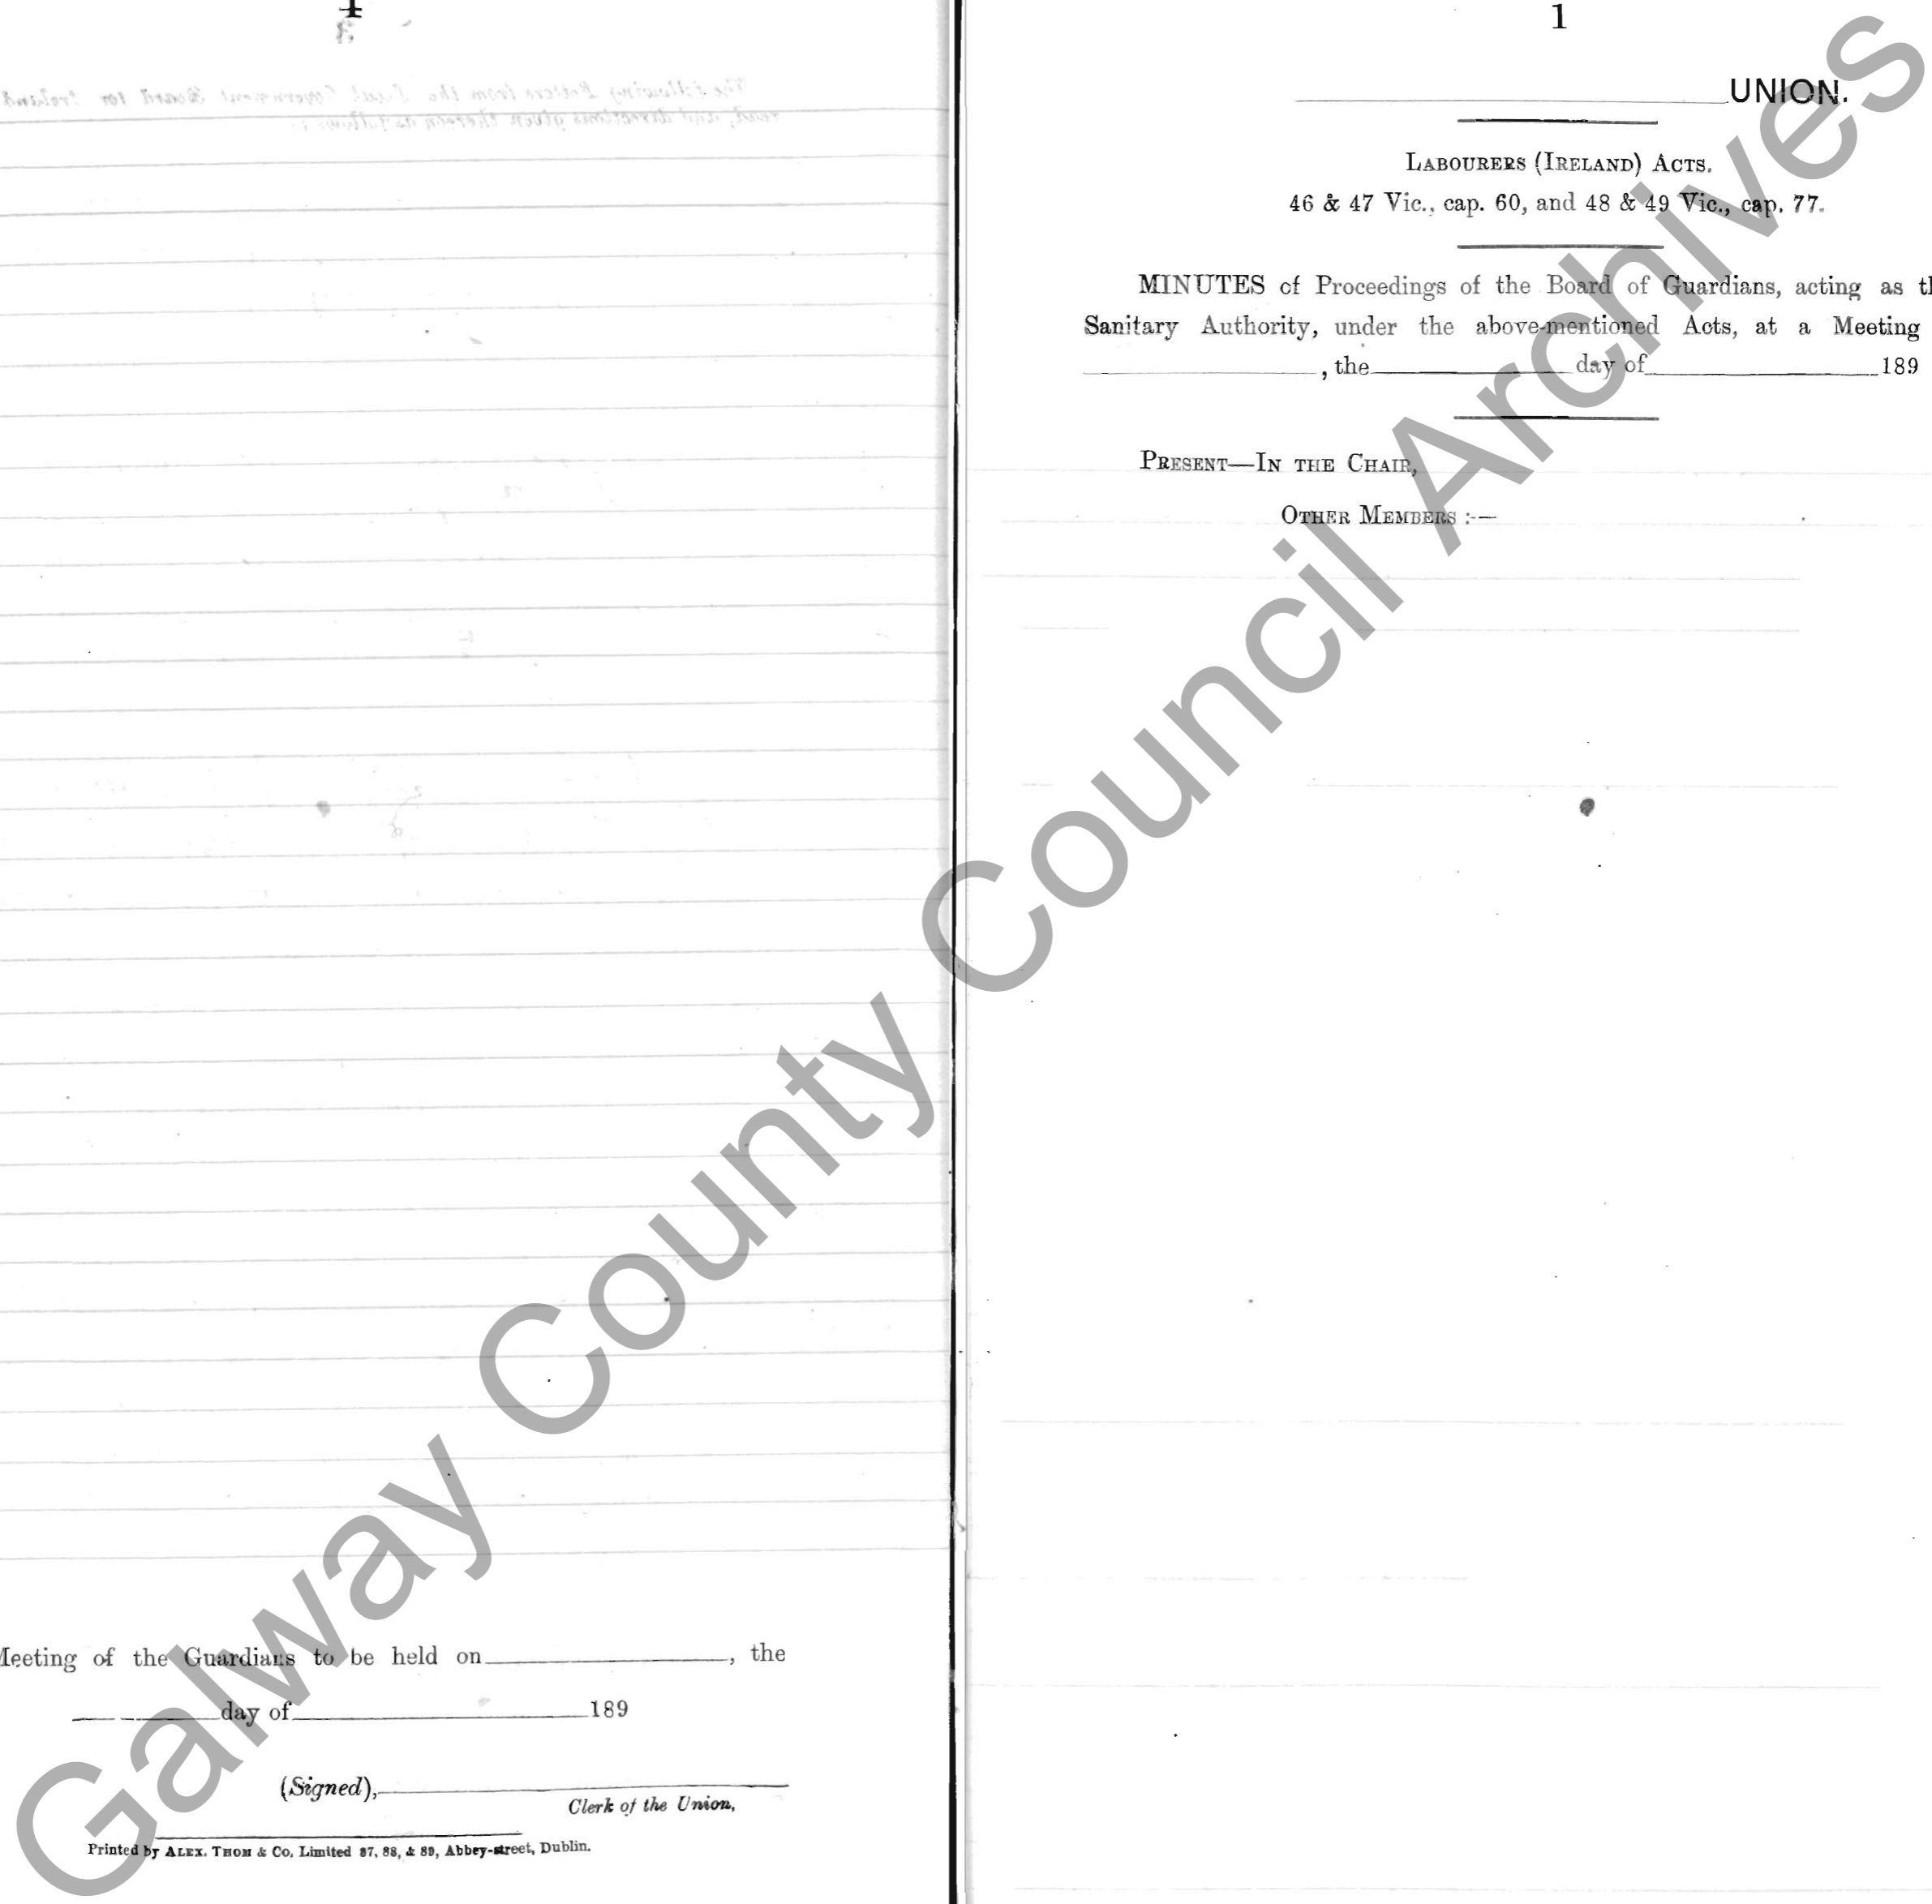 4
3
The following Letters from the Local Government Board for Ireland
read, and directions given thereon as follows :—
Meeting of the Guardians to be held on , the
day of 189
(Signed),
Clerk of the Union,
Printed by ALEX. THOM & Co. Limited 87, 88, & 89, Abbey-street, Dublin.
1
UNION.
LABOURERS (IRELAND) ACTS.
46 & 47 Vic., cap. 60, and 48 & 49 Vic., cap. 77.
MINUTES of Proceedings of the Board of Guardians, acting as th
Sanitary Authority, under the above-mentioned Acts, at a Meeting
, the day of 189
PRESENT—IN THE CHAIR,
OTHER MEMBERS :—
Galway County Council Archives